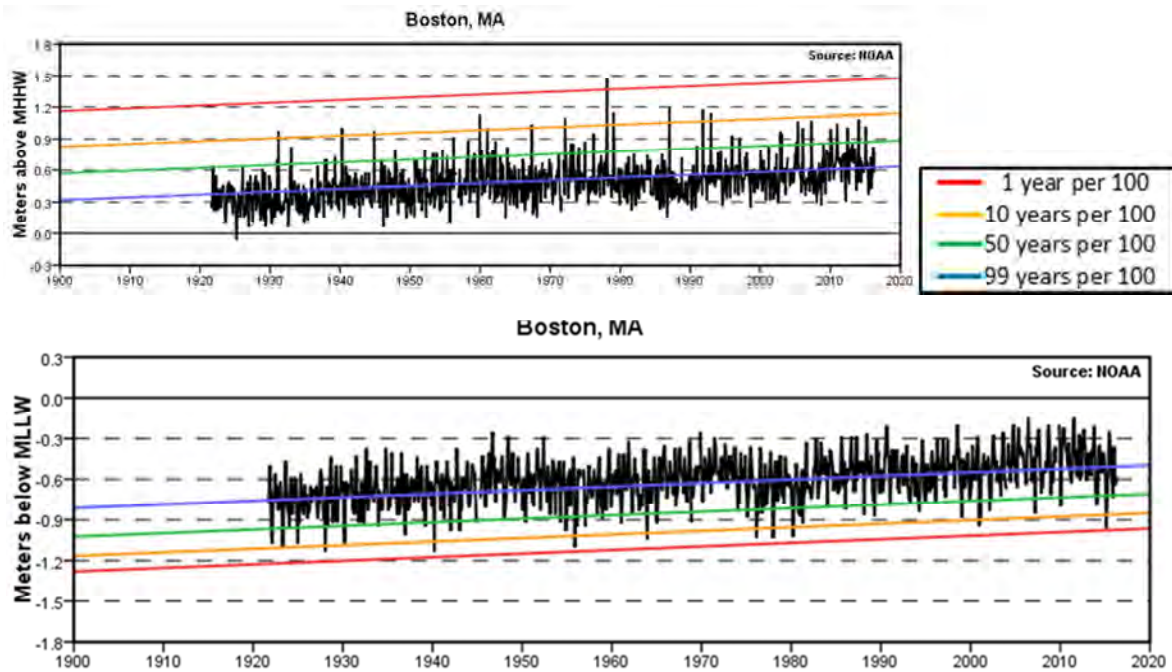 Boston, MA
Source: NOAA
Meters above MHHW
1.8
1.5
1.2
0.9
0.6
0.3
0.0
-0.3
1900 1910 1920 1930 1940 1950 1960 1970 1980 1990 2000 2010 2020
1 year per 100
10 years per 100
50 years per 100
99 years per 100
Boston, MA
Source: NOAA
Meters below MLLW
0.3
0.0
-0.3
-0.6
-0.9
-1.2
-1.5
-1.8
1900 1910 1920 1930 1940 1950 1960 1970 1980 1990 2000 2010 2020